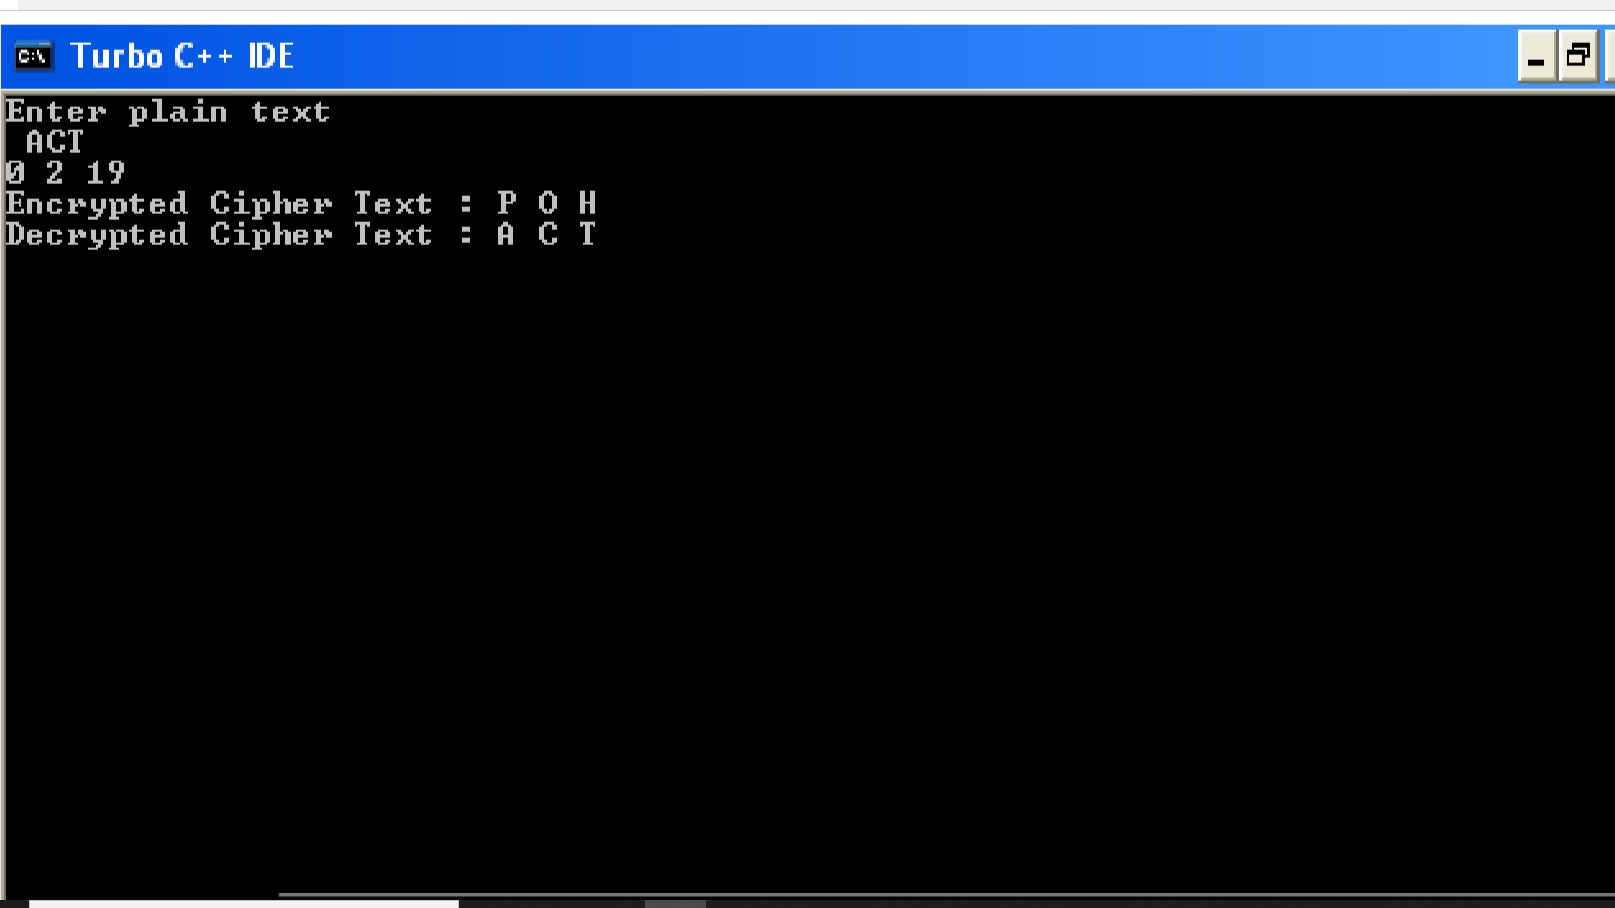 C:\ Turbo C++ IDE
Enter plain text
ACT
0 2 19
Encrypted Cipher Text : P O H
Decrypted Cipher Text : A C T